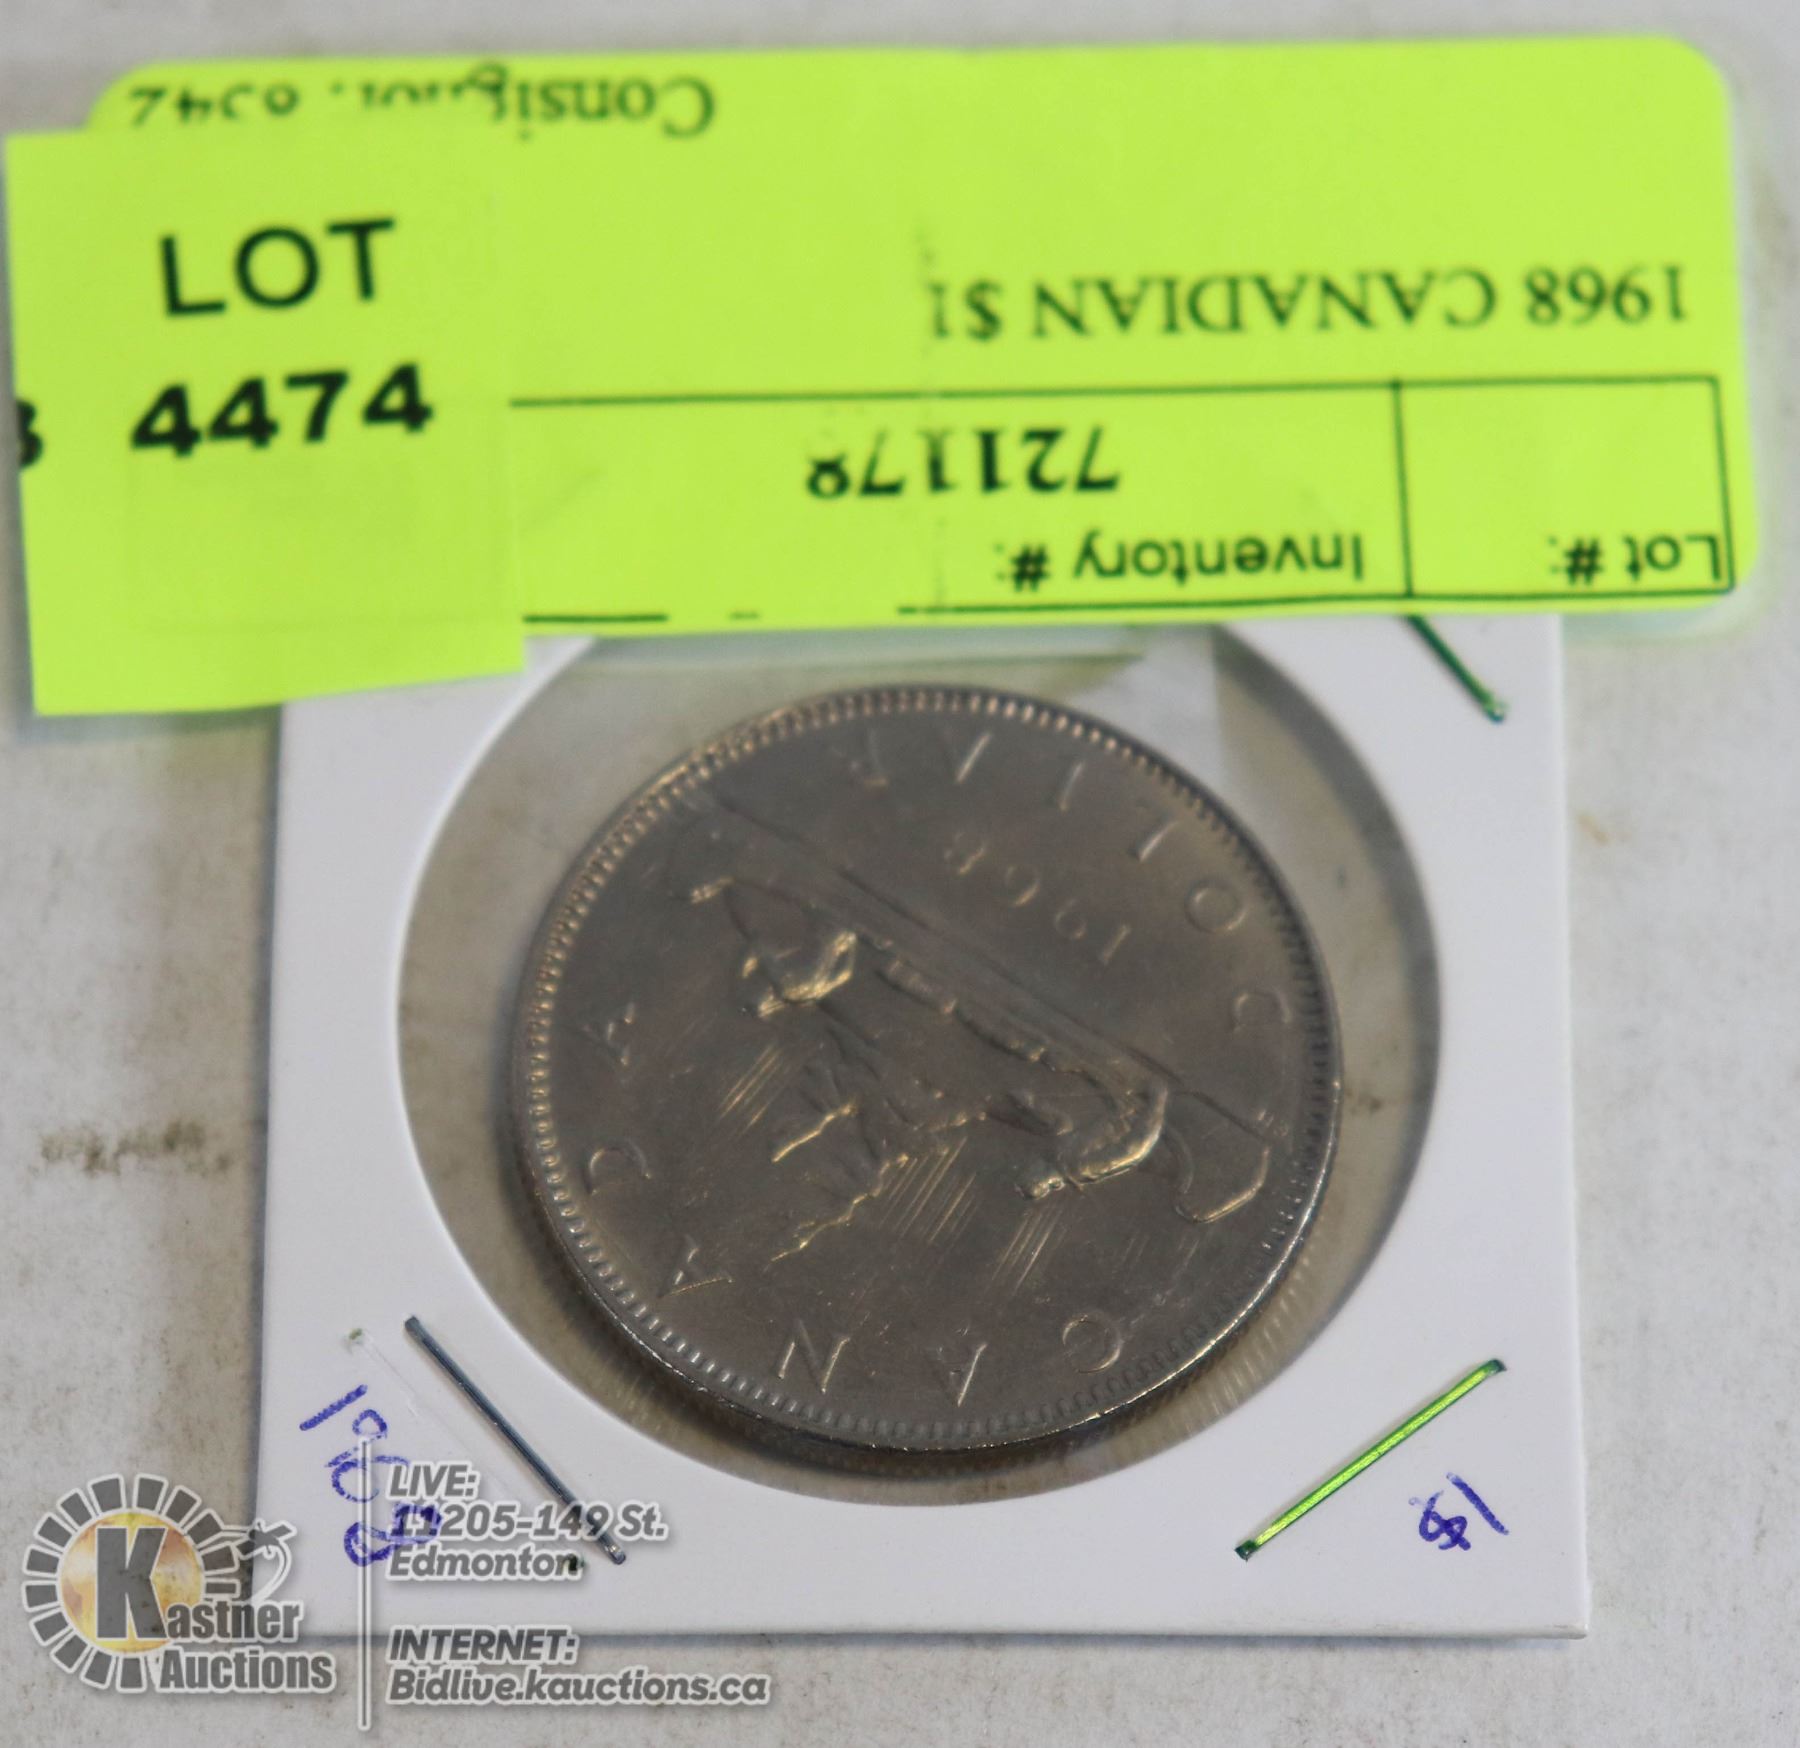 LOT
4474
Lot #:
Inventory #:
721178
1968 CANADIAN $1
CANADA
1968
DOLLAR
1968
$1
Kastner
Auctions
LIVE:
11205-149 St.
Edmonton
INTERNET:
Bidlive.kauctions.ca